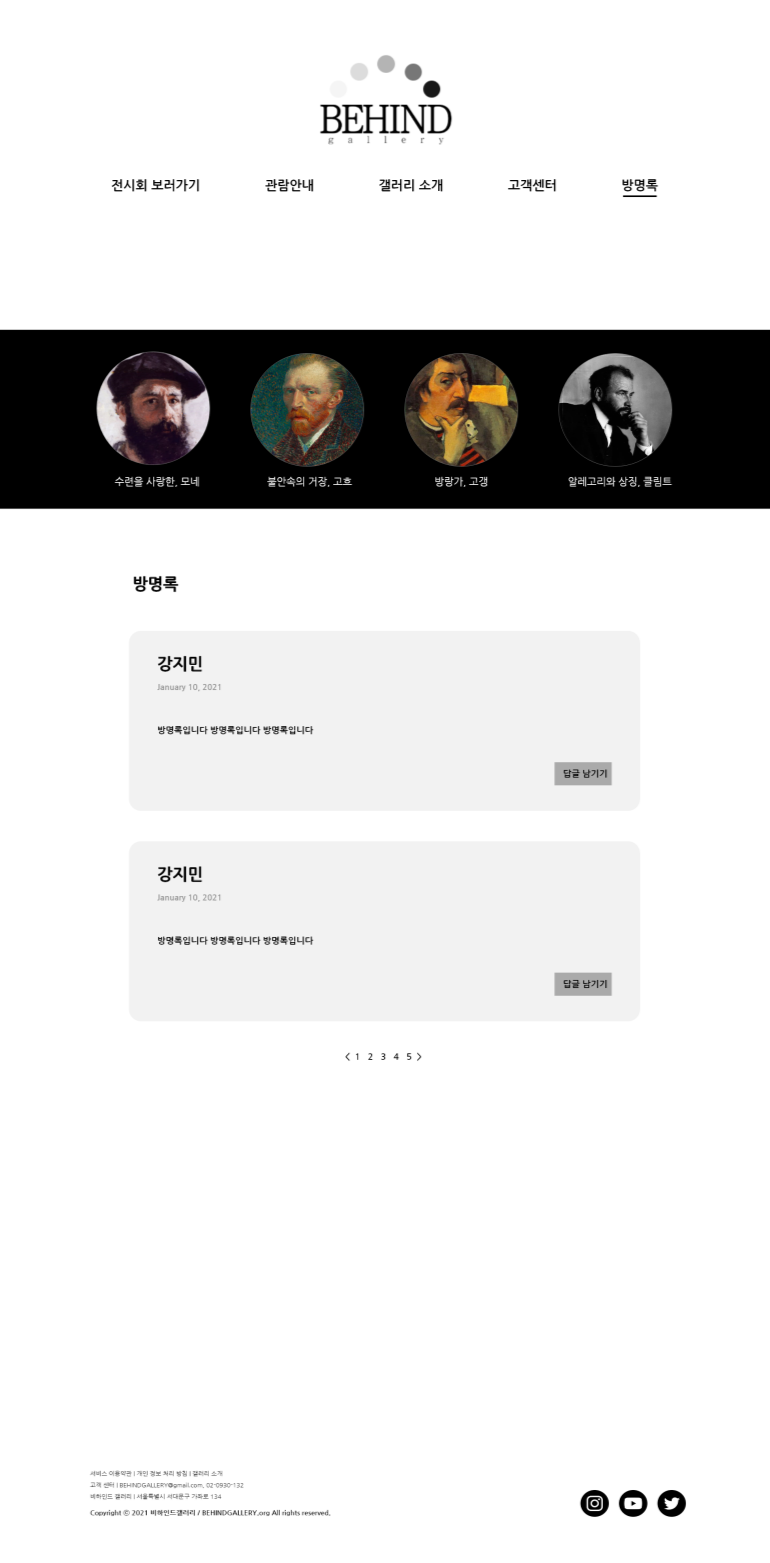 BEHIND
gallery
전시회 보러가기 관람안내 갤러리 소개 고객센터 방명록
수련을 사랑한, 모네 불안속의 거장, 고흐 방랑가, 고갱 알레고리와 상징, 클림트
방명록
강지민
January 10, 2021
방명록입니다 방명록입니다 방명록입니다
답글 남기기
강지민
January 10, 2021
방명록입니다 방명록입니다 방명록입니다
답글 남기기
< 1 2 3 4 5 >
서비스 이용약관 | 개인 정보 처리 방침 | 갤러리 소개
고객 센터 | BEHINDGALLERY@gmail.com, 02-0930-132
비하인드 갤러리 | 서울특별시 서대문구 가좌로 134
Copyright ⓒ 2021 비하인드갤러리 / BEHINDGALLERY.org All rights reserved.